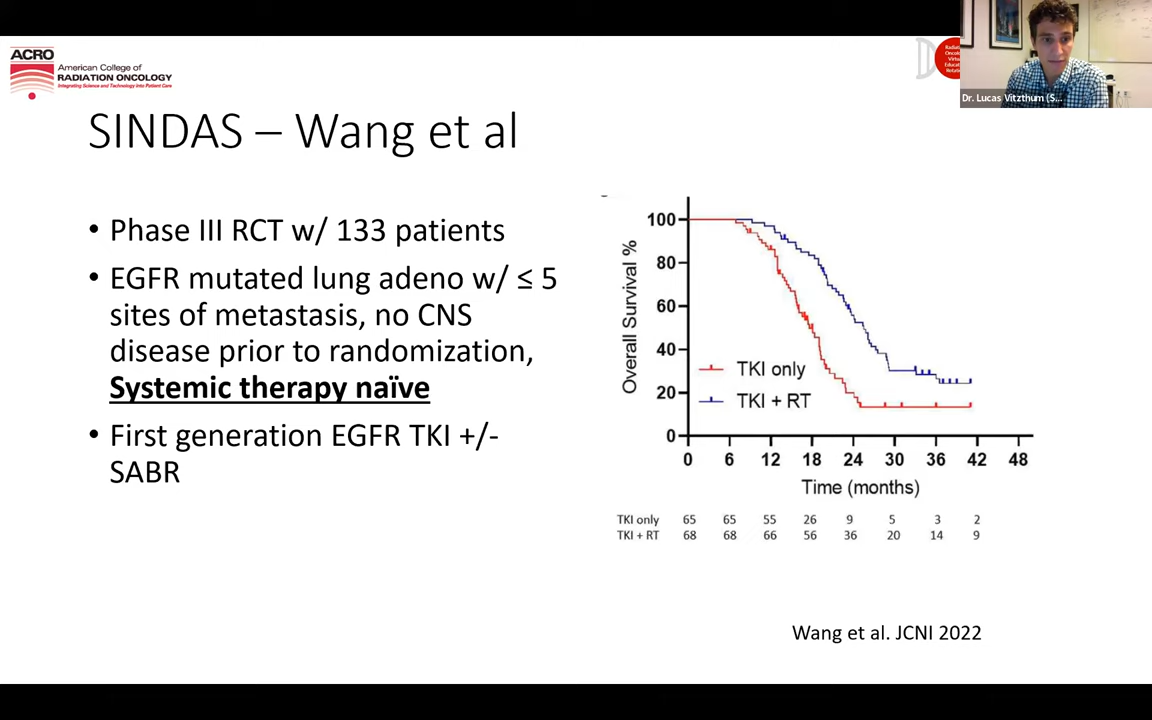 ACRO
American College of
RADIATION ONCOLOGY
Integrating Science and Technology into Patient Care
Radiation
Oncology
Virtual
Education
Rotation
Dr. Lucas Vitzthum (S...
SINDAS – Wang et al
• Phase III RCT w/ 133 patients
• EGFR mutated lung adeno w/ ≤ 5
sites of metastasis, no CNS
disease prior to randomization,
Systemic therapy naïve
• First generation EGFR TKI +/-
SABR
Overall Survival %
100
80
60
40
20
0
TKI only
TKI + RT
0 6 12 18 24 30 36 42 48
Time (months)
TKI only 65 65 55 26 9 5 3 2
TKI + RT 68 68 66 56 36 20 14 9
Wang et al. JCNI 2022